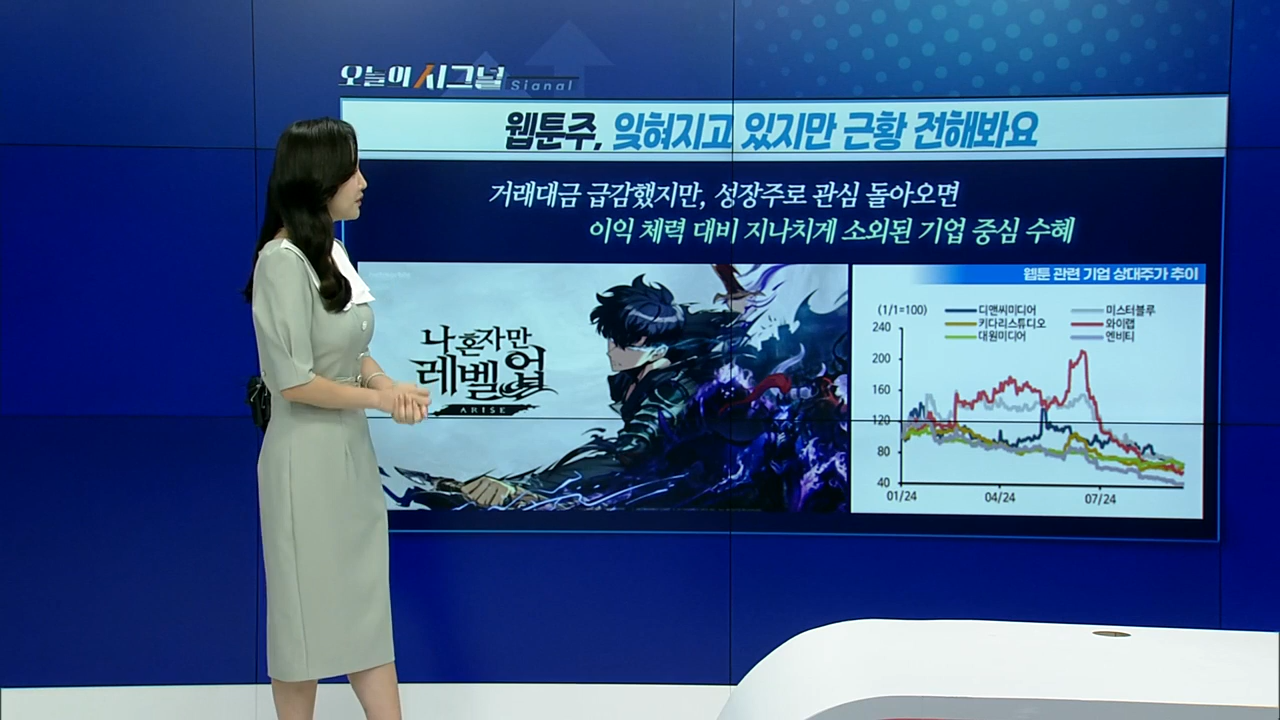 오늘의 시그널
Signal
웹툰주, 잊혀지고 있지만 근황 전해봐요
거래대금 급감했지만, 성장주로 관심 돌아오면
이익 체력 대비 지나치게 소외된 기업 중심 수혜
나 혼자만
레벨업
ARISE
웹툰 관련 기업 상대주가 추이
(1/1=100)
디앤씨미디어
미스터블루
키다리스튜디오
와이랩
대원미디어
엔비티
240
200
160
120
80
40
01/24
04/24
07/24